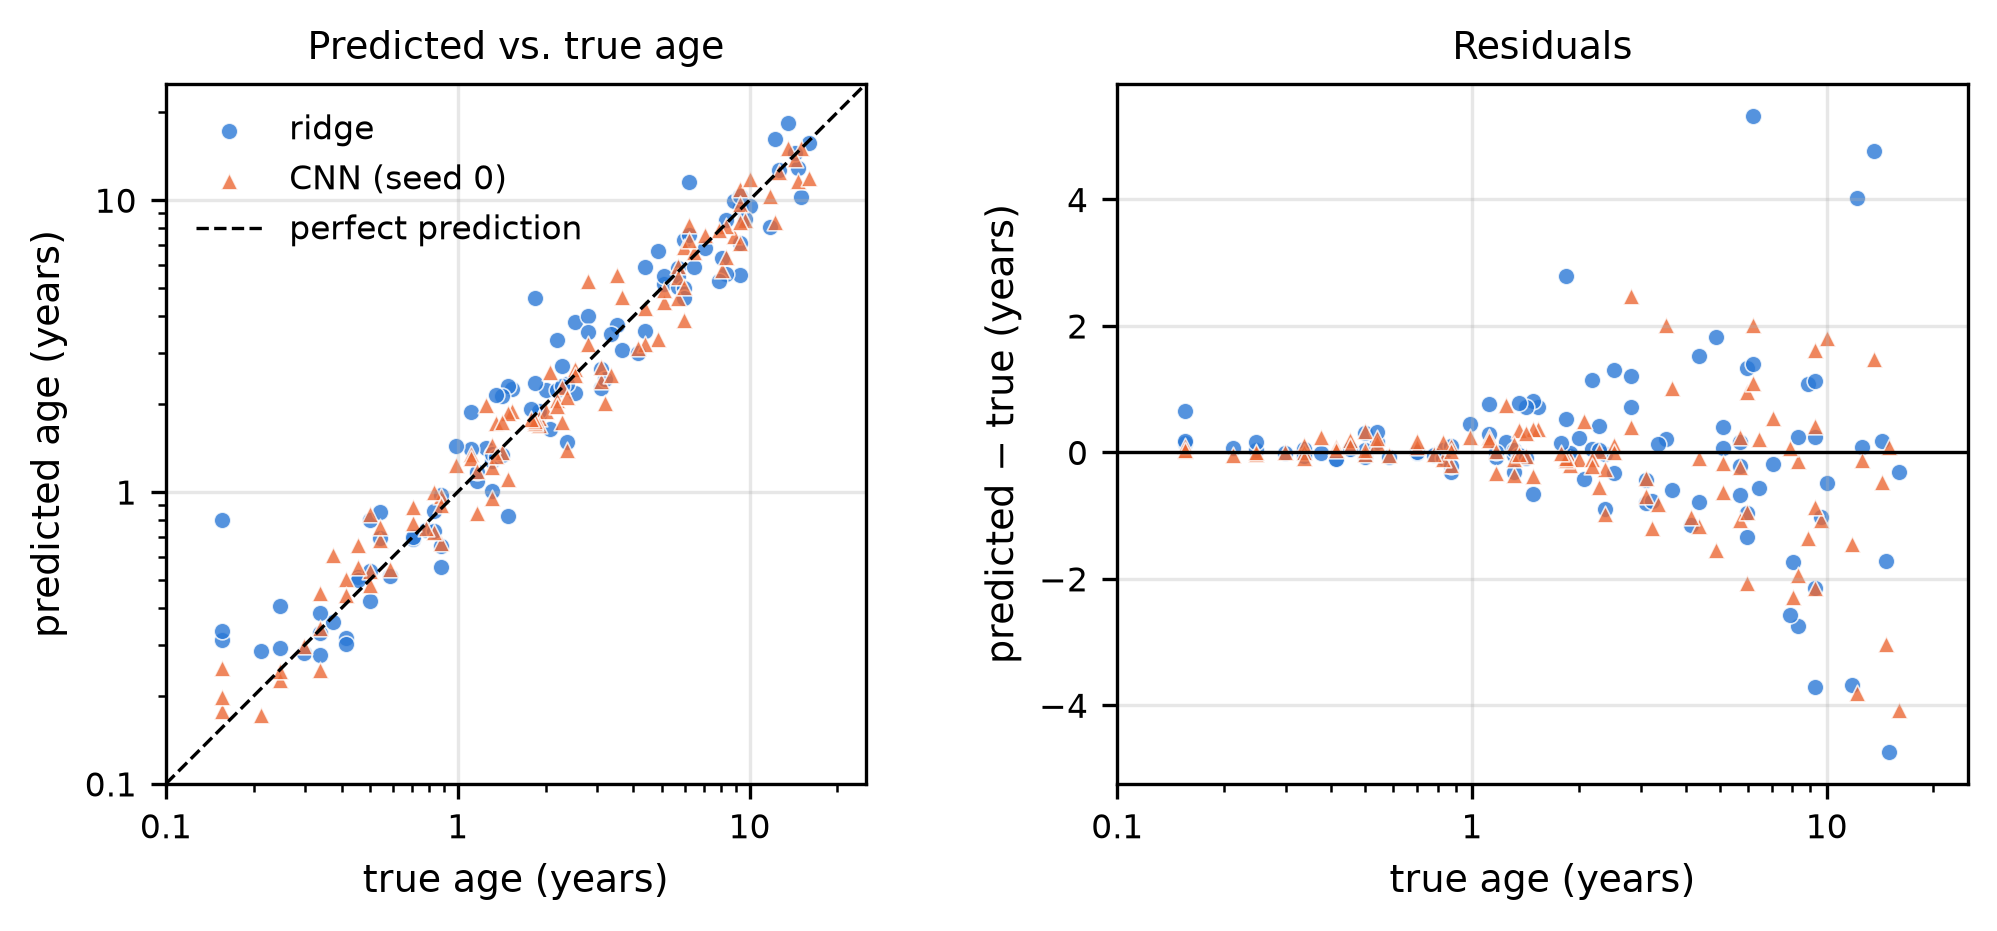 Predicted vs. true age
ridge
CNN (seed 0)
perfect prediction
predicted age (years)
10
1
0.1
0.1
1
10
true age (years)
Residuals
predicted − true (years)
4
2
0
−2
−4
0.1
1
10
true age (years)